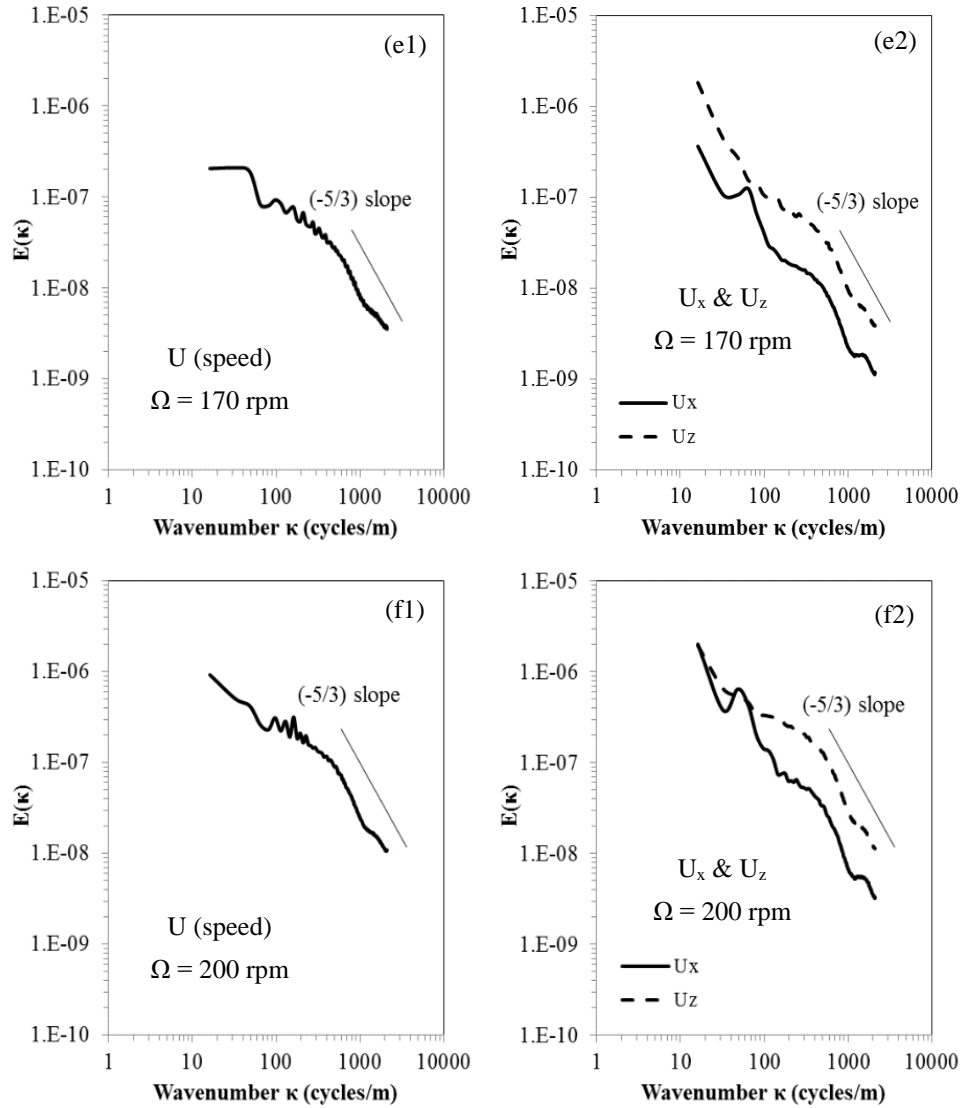 (e1)
1.E-05
1.E-06
1.E-07
1.E-08
1.E-09
1.E-10
E(κ)
(-5/3) slope
U (speed)
Ω = 170 rpm
1 10 100 1000 10000
Wavenumber κ (cycles/m)
(e2)
1.E-05
1.E-06
1.E-07
1.E-08
1.E-09
1.E-10
E(κ)
(-5/3) slope
Uₓ & U_z
Ω = 170 rpm
Ux
Uz
1 10 100 1000 10000
Wavenumber κ (cycles/m)
(f1)
1.E-05
1.E-06
1.E-07
1.E-08
1.E-09
1.E-10
E(κ)
(-5/3) slope
U (speed)
Ω = 200 rpm
1 10 100 1000 10000
Wavenumber κ (cycles/m)
(f2)
1.E-05
1.E-06
1.E-07
1.E-08
1.E-09
1.E-10
E(κ)
(-5/3) slope
Uₓ & U_z
Ω = 200 rpm
Ux
Uz
1 10 100 1000 10000
Wavenumber κ (cycles/m)